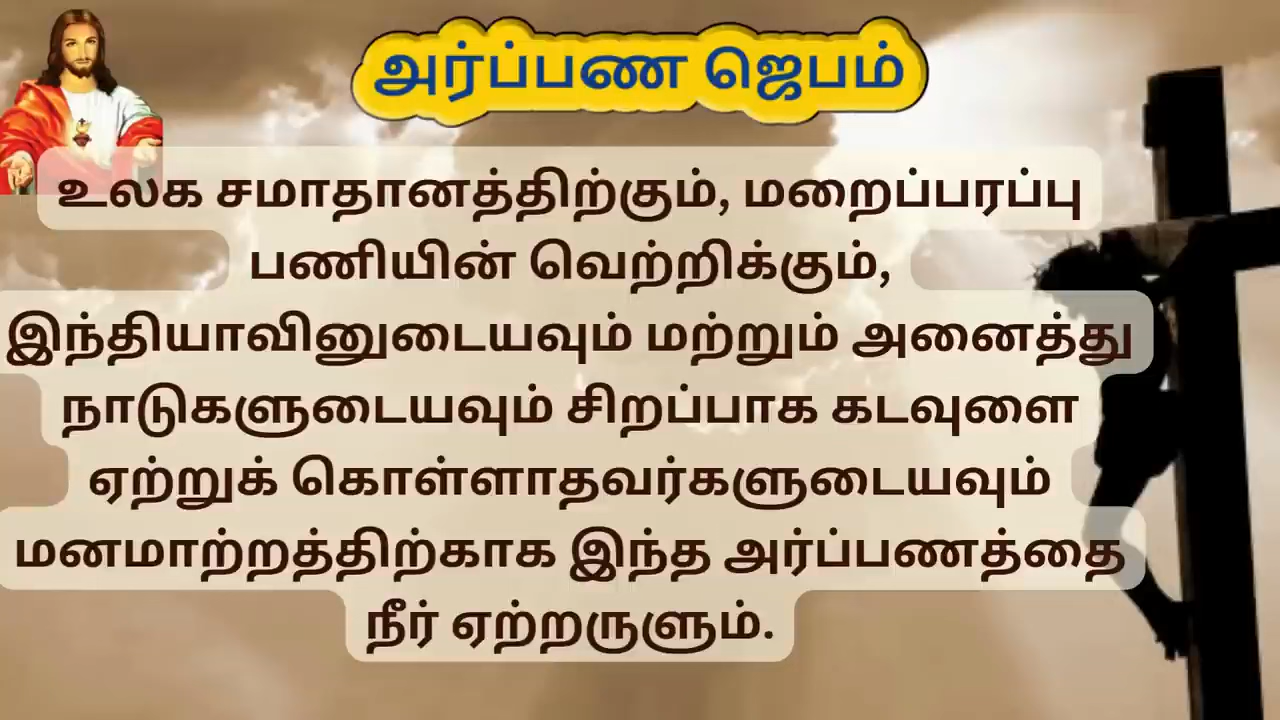 அர்ப்பண ஜெபம்
உலக சமாதானத்திற்கும், மறைப்பரப்பு
பணியின் வெற்றிக்கும்,
இந்தியாவினுடையவும் மற்றும் அனைத்து
நாடுகளுடையவும் சிறப்பாக கடவுளை
ஏற்றுக் கொள்ளாதவர்களுடையவும்
மனமாற்றத்திற்காக இந்த அர்ப்பணத்தை
நீர் ஏற்றருளும்.